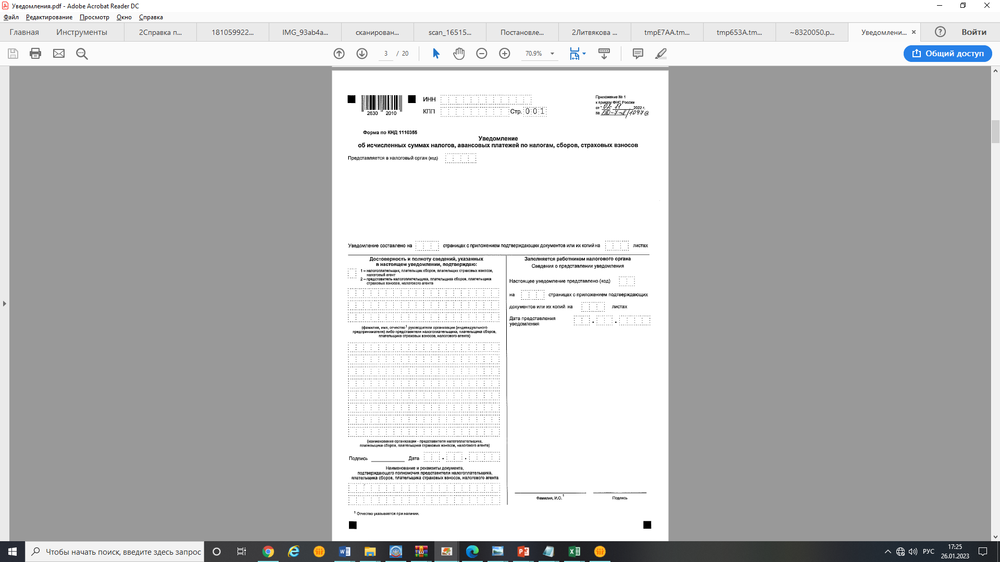 Уведомления.pdf - Adobe Acrobat Reader DC
Файл Редактирование Просмотр Окно Справка
Главная Инструменты 2Справка п... 181059922... IMG_93ab4a... сканирован... scan_16515... Постановле... 2Литвякова ... tmpE7AA.tm... tmp653A.tm... ~8320050.p... Уведомлени... × Войти
3 / 20 70.9% Общий доступ
ИНН
Приложение № 1
к приказу ФНС России
КПП Стр. 001
от " 02 11 2022 г.
№ ЕД-7-8/1047@
2630 2010
Форма по КНД 1110355
Уведомление
об исчисленных суммах налогов, авансовых платежей по налогам, сборов, страховых взносов
Представляется в налоговый орган (код)
Уведомление составлено на страницах с приложением подтверждающих документов или их копий на листах
Достоверность и полноту сведений, указанных
в настоящем уведомлении, подтверждаю:
1 – налогоплательщик, плательщик сборов, плательщик страховых взносов,
налоговый агент
2 – представитель налогоплательщика, плательщика сборов, плательщика
страховых взносов, налогового агента
(фамилия, имя, отчество1 руководителя организации (индивидуального
предпринимателя) либо представителя налогоплательщика, плательщика сборов,
плательщика страховых взносов, налогового агента)
(наименование организации - представителя налогоплательщика,
плательщика сборов, плательщика страховых взносов, налогового агента)
Подпись Дата . .
Наименование и реквизиты документа,
подтверждающего полномочия представителя налогоплательщика,
плательщика сборов, плательщика страховых взносов, налогового агента
Заполняется работником налогового органа
Сведения о представлении уведомления
Настоящее уведомление представлено (код)
на страницах с приложением подтверждающих
документов или их копий на листах
Дата представления
уведомления . .
Фамилия, И.О.1 Подпись
1 Отчество указывается при наличии.
Чтобы начать поиск, введите здесь запрос
РУС
17:25
26.01.2023